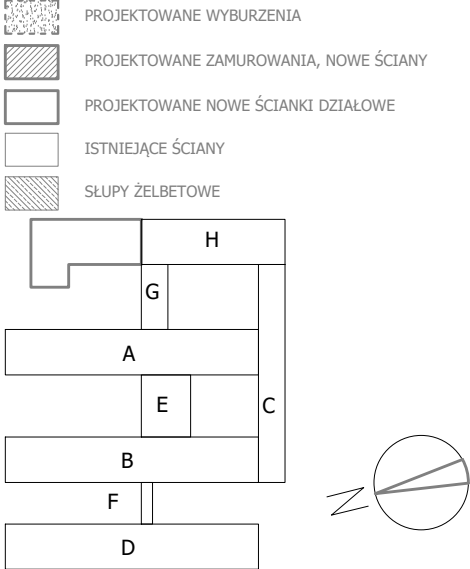 PROJEKTOWANE WYBURZENIA
PROJEKTOWANE ZAMUROWANIA, NOWE ŚCIANY
PROJEKTOWANE NOWE ŚCIANKI DZIAŁOWE
ISTNIEJĄCE ŚCIANY
SŁUPY ŻELBETOWE
H
G
A
E
C
B
F
D
N